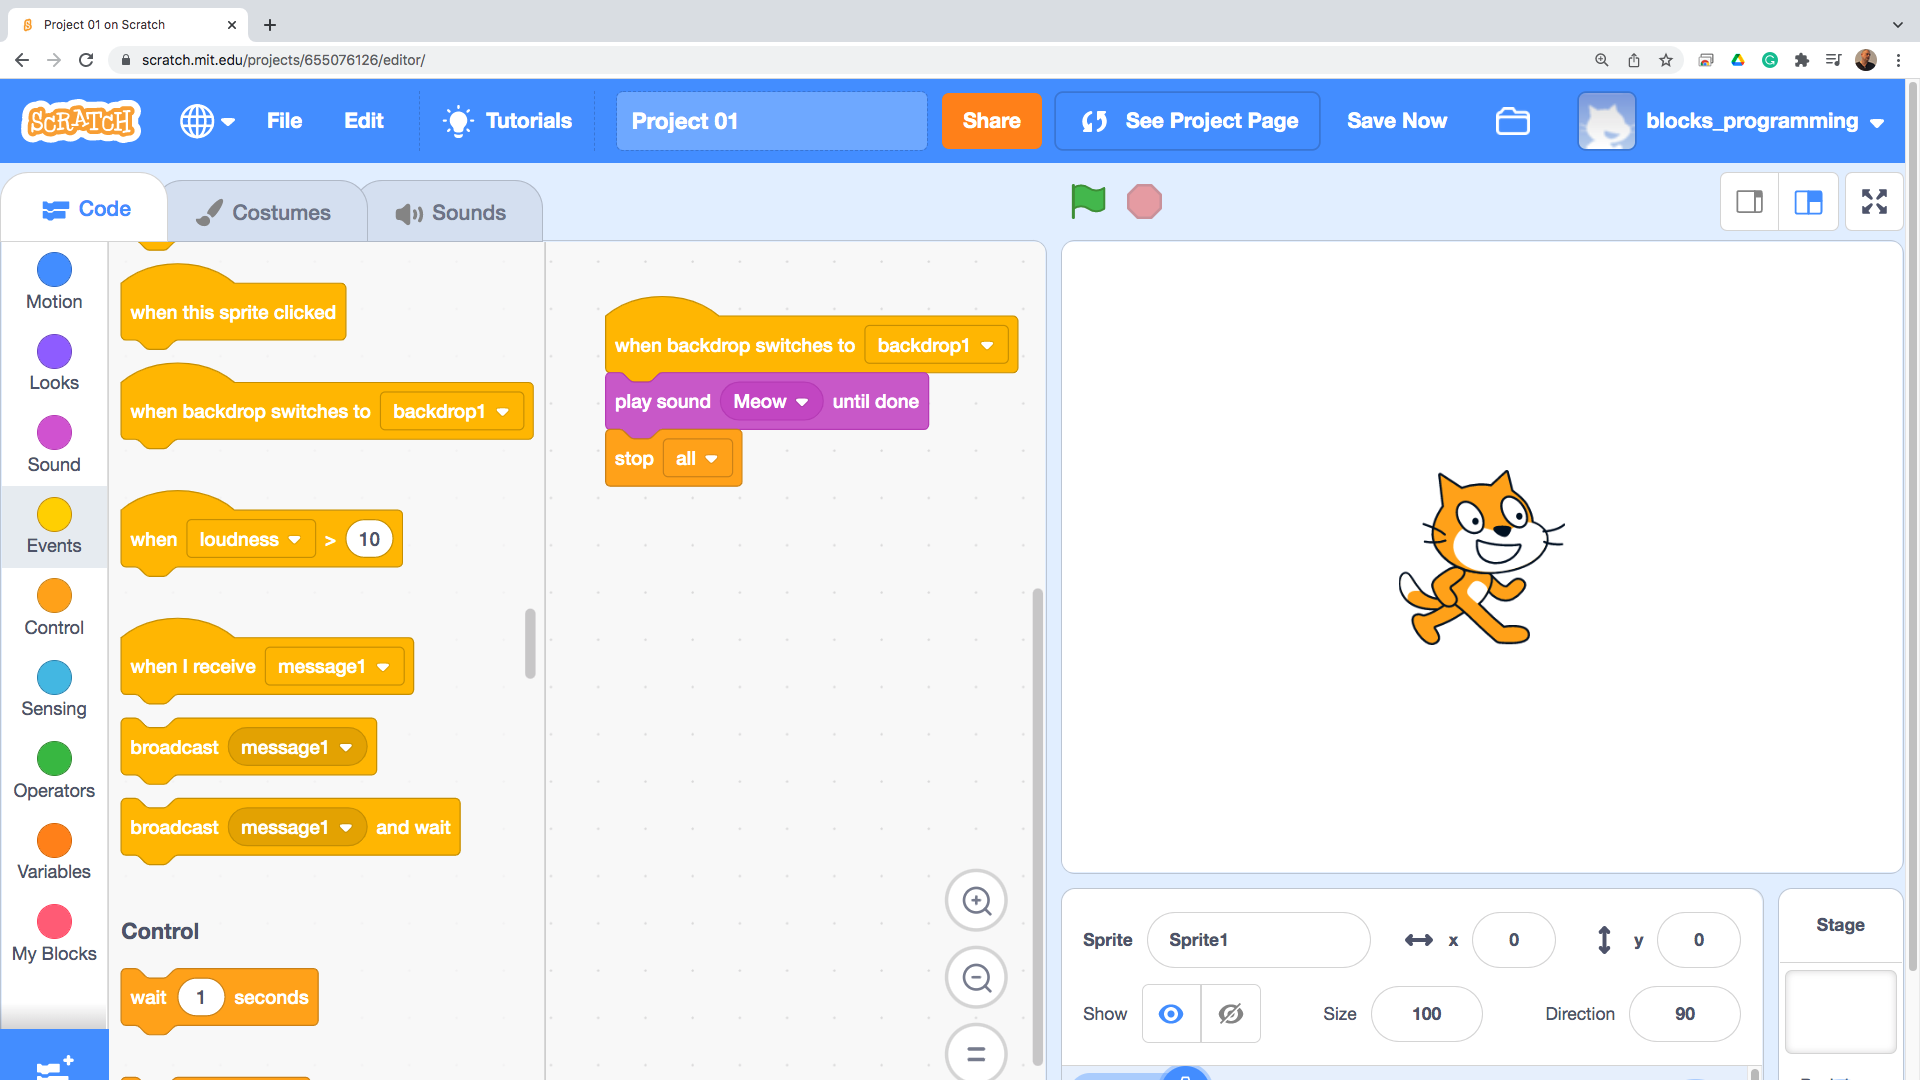 Project 01 on Scratch
scratch.mit.edu/projects/655076126/editor/
SCRATCH
File
Edit
Tutorials
Project 01
Share
See Project Page
Save Now
blocks_programming
Code
Costumes
Sounds
Motion
Looks
Sound
Events
Control
Sensing
Operators
Variables
My Blocks
when this sprite clicked
when backdrop switches to backdrop1
when loudness > 10
when I receive message1
broadcast message1
broadcast message1 and wait
Control
wait 1 seconds
when backdrop switches to backdrop1
play sound Meow until done
stop all
Sprite Sprite1 x 0 y 0
Show Size 100 Direction 90
Stage